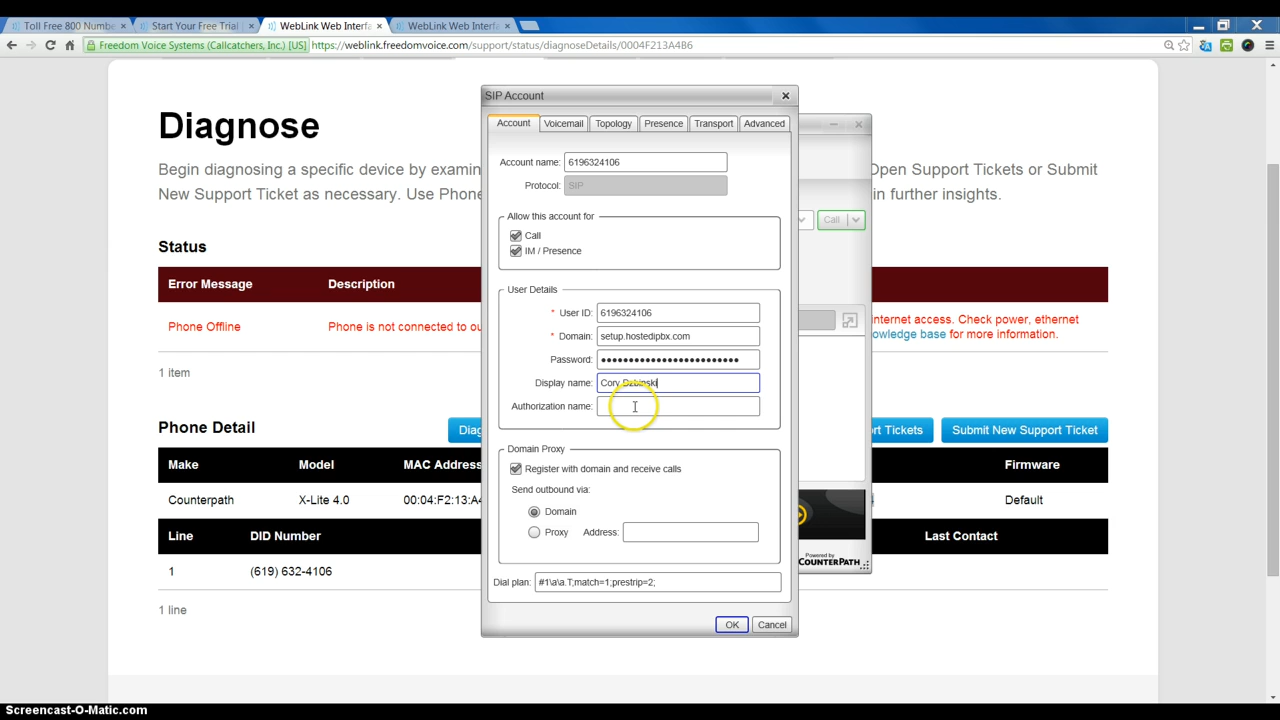 Toll Free 800 Numbe
Start Your Free Trial
WebLink Web Interfa
WebLink Web Interfa
Freedom Voice Systems (Callcatchers, Inc.) [US]
https://weblink.freedomvoice.com/support/status/diagnoseDetails/0004F213A4B6
Diagnose
Begin diagnosing a specific device by examin
Open Support Tickets or Submit
New Support Ticket as necessary. Use Phone
in further insights.
Status
Error Message
Description
Phone Offline
Phone is not connected to ou
internet access. Check power, ethernet
owledge base for more information.
1 item
Phone Detail
Diag
rt Tickets
Submit New Support Ticket
Make
Model
MAC Address
Firmware
Counterpath
X-Lite 4.0
00:04:F2:13:A4
Default
Line
DID Number
Last Contact
1
(619) 632-4106
1 line
SIP Account
Account
Voicemail
Topology
Presence
Transport
Advanced
Account name:
6196324106
Protocol:
SIP
Allow this account for
Call
IM / Presence
User Details
* User ID:
6196324106
* Domain:
setup.hostedipbx.com
Password:
Display name:
Cory Dzbinski
Authorization name:
Domain Proxy
Register with domain and receive calls
Send outbound via:
Domain
Proxy
Address:
Dial plan:
#1\a\a.T;match=1;prestrip=2;
OK
Cancel
Call
Powered by
COUNTERPATH
Screencast-O-Matic.com